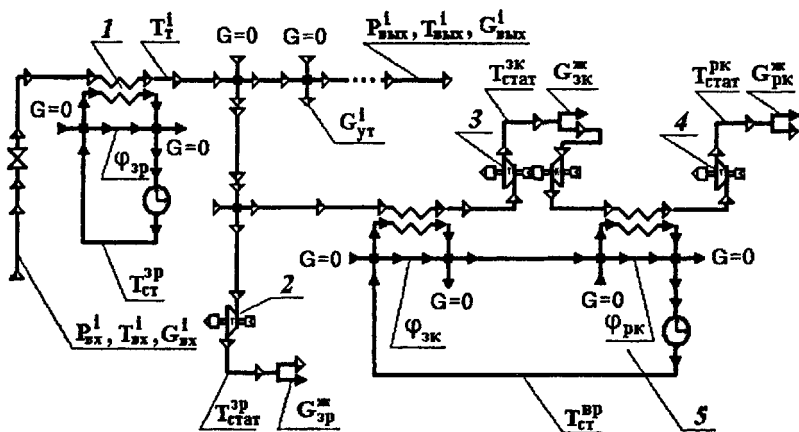 1
T_т^i
G=0
G=0
P_вых^i, T_вых^i, G_вых^i
T_стат^зк
G_зк^ж
T_стат^рк
G_рк^ж
G=0
φ_зр
G=0
G_ут^i
3
4
T_ст^зр
G=0
G=0
2
G=0
G=0
P_вх^i, T_вх^i, G_вх^i
φ_зк
φ_рк
T_стат^зр
G_зр^ж
T_ст^вр
5